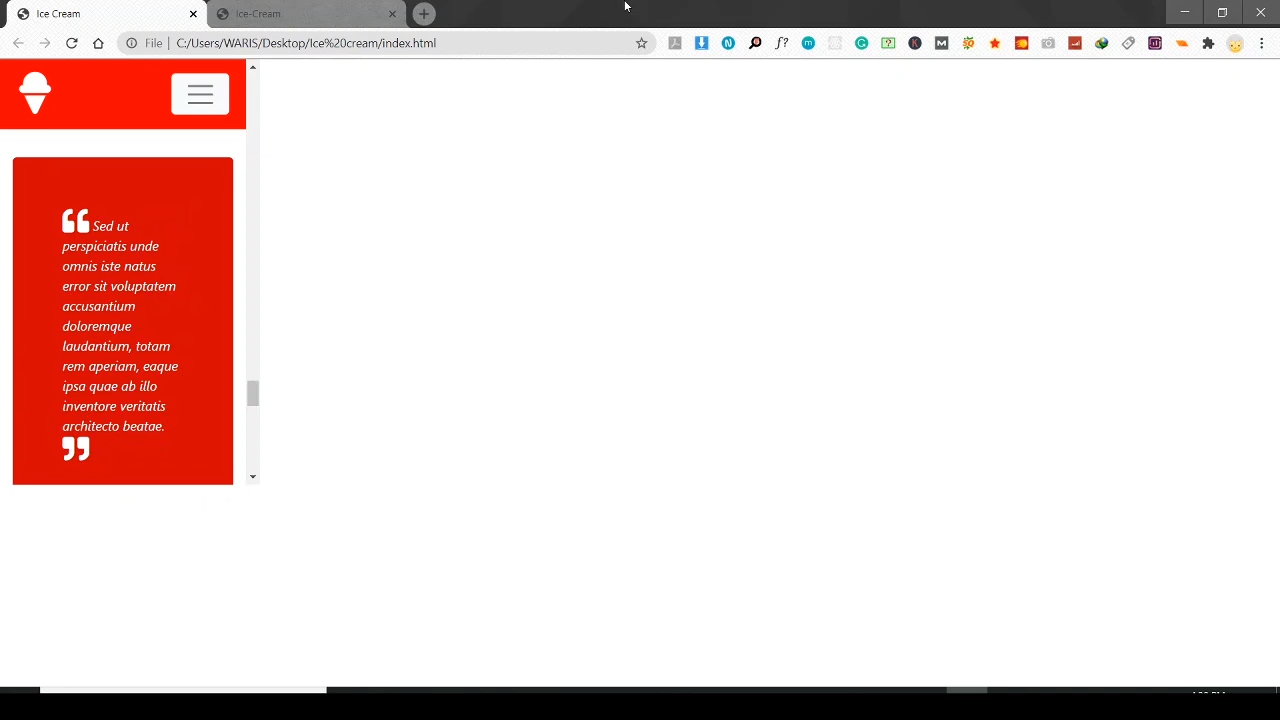 Ice Cream
Ice-Cream
File C:/Users/WARIS/Desktop/Ice%20cream/index.html
Sed ut
perspiciatis unde
omnis iste natus
error sit voluptatem
accusantium
doloremque
laudantium, totam
rem aperiam, eaque
ipsa quae ab illo
inventore veritatis
architecto beatae.